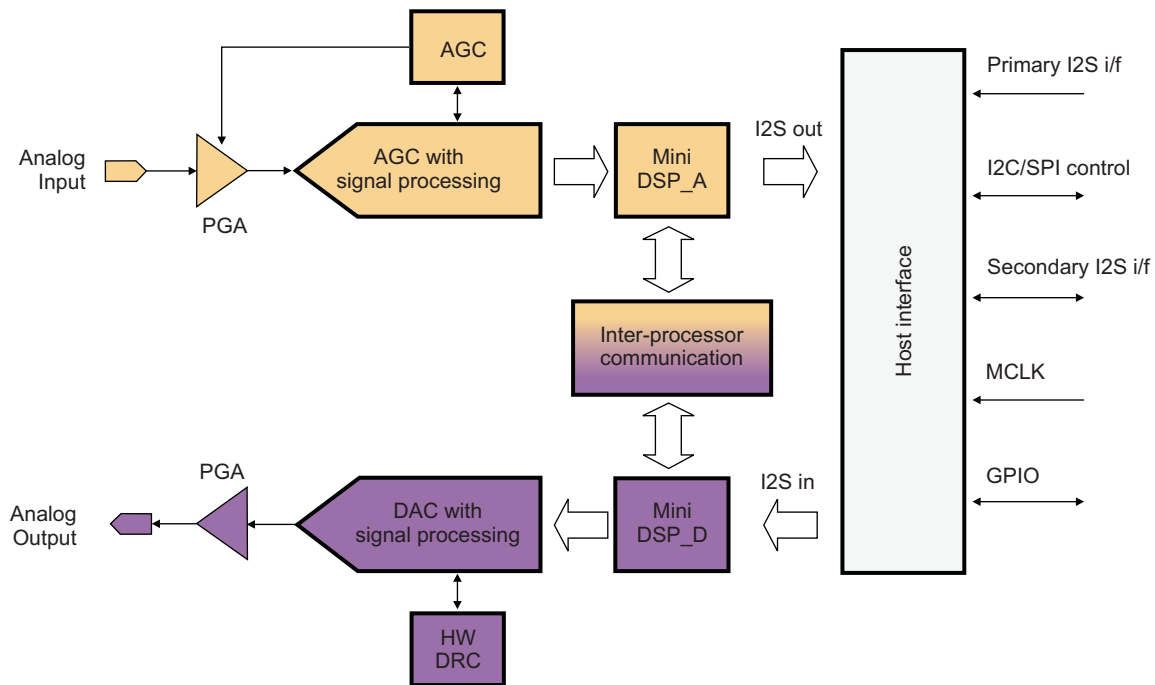 AGC
Primary I2S i/f
I2S out
Analog
Input
AGC with
signal processing
Mini
DSP_A
I2C/SPI control
PGA
Secondary I2S i/f
Inter-processor
communication
Host interface
MCLK
PGA
I2S in
GPIO
Analog
Output
DAC with
signal processing
Mini
DSP_D
HW
DRC